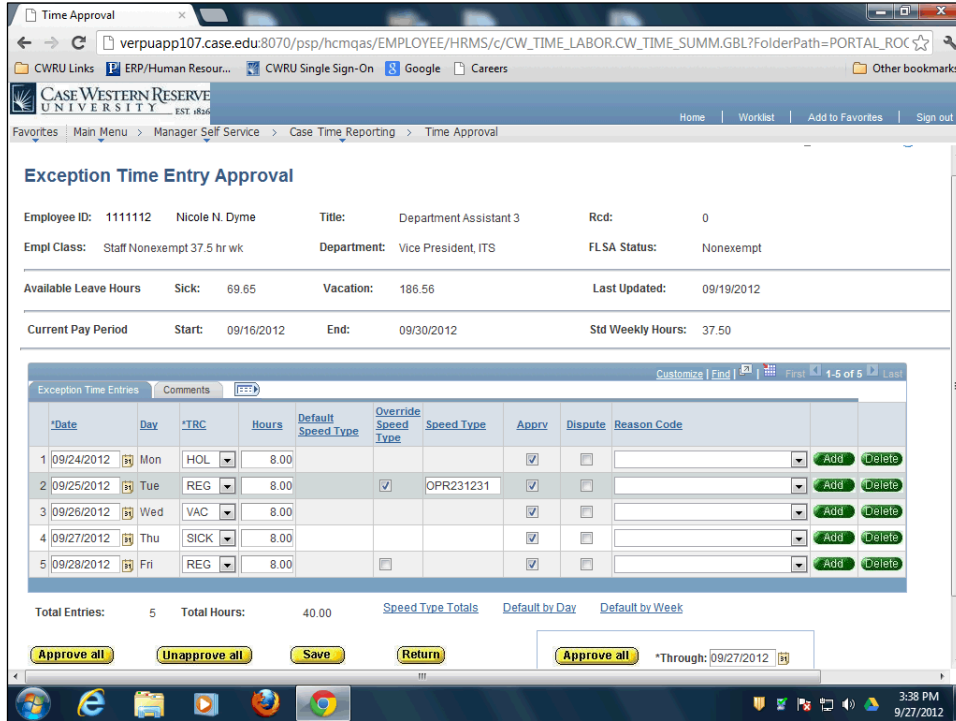 Time Approval
verpuapp107.case.edu:8070/psp/hcmqas/EMPLOYEE/HRMS/c/CW_TIME_LABOR.CW_TIME_SUMM.GBL?FolderPath=PORTAL_ROC
CWRU Links ERP/Human Resour... CWRU Single Sign-On Google Careers Other bookmarks
CASE WESTERN RESERVE
UNIVERSITY EST. 1826
Home | Worklist | Add to Favorites | Sign out
Favorites Main Menu > Manager Self Service > Case Time Reporting > Time Approval
Exception Time Entry Approval
Employee ID: 1111112 Nicole N. Dyme Title: Department Assistant 3 Rcd: 0
Empl Class: Staff Nonexempt 37.5 hr wk Department: Vice President, ITS FLSA Status: Nonexempt
Available Leave Hours Sick: 69.65 Vacation: 186.56 Last Updated: 09/19/2012
Current Pay Period Start: 09/16/2012 End: 09/30/2012 Std Weekly Hours: 37.50
Customize | Find | First 1-5 of 5 Last
Exception Time Entries Comments
*Date Day *TRC Hours Default Speed Type Override Speed Type Speed Type Apprv Dispute Reason Code
1 09/24/2012 Mon HOL 8.00 Add Delete
2 09/25/2012 Tue REG 8.00 OPR231231 Add Delete
3 09/26/2012 Wed VAC 8.00 Add Delete
4 09/27/2012 Thu SICK 8.00 Add Delete
5 09/28/2012 Fri REG 8.00 Add Delete
Total Entries: 5 Total Hours: 40.00 Speed Type Totals Default by Day Default by Week
Approve all Unapprove all Save Return Approve all *Through: 09/27/2012
3:38 PM
9/27/2012